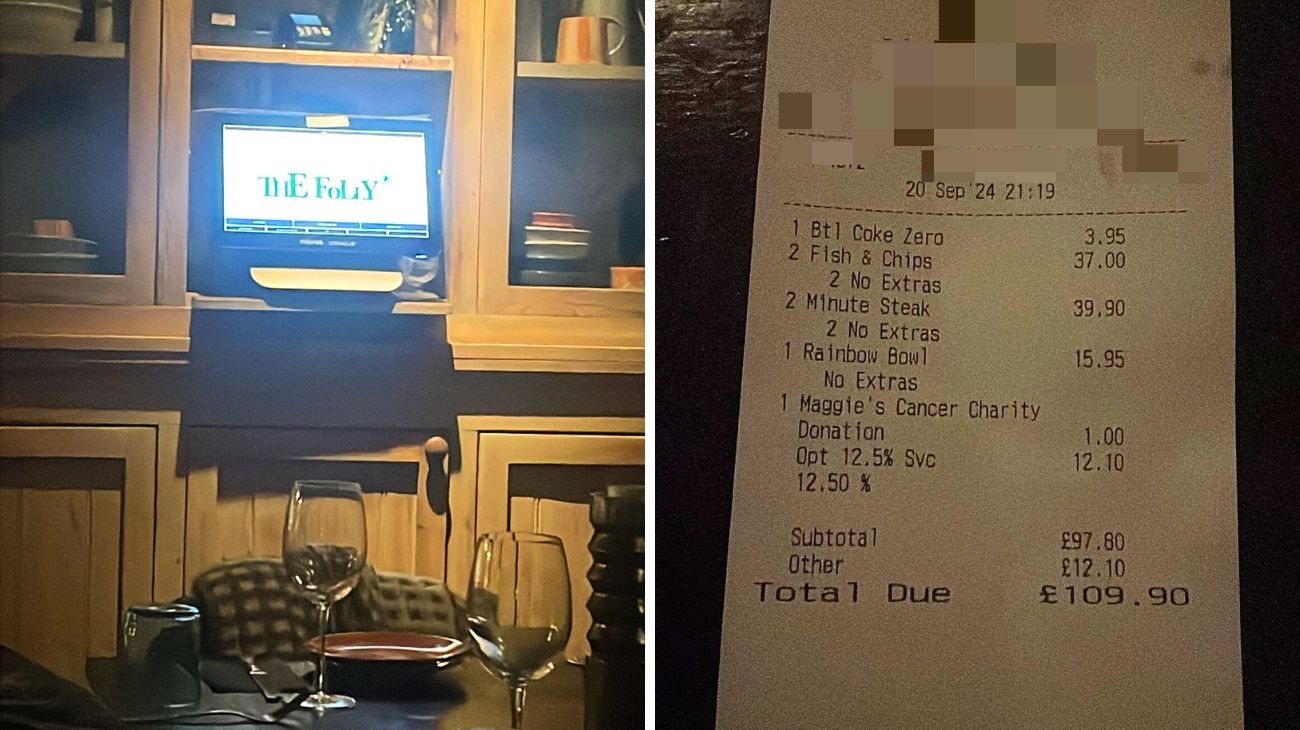 THE FOLLY
20 Sep'24 21:19
1 Btl Coke Zero 3.95
2 Fish & Chips 37.00
2 No Extras
2 Minute Steak 39.90
2 No Extras
1 Rainbow Bowl 15.95
No Extras
1 Maggie's Cancer Charity
Donation 1.00
Opt 12.5% Svc 12.10
12.50 %
Subtotal £97.80
Other £12.10
Total Due £109.90